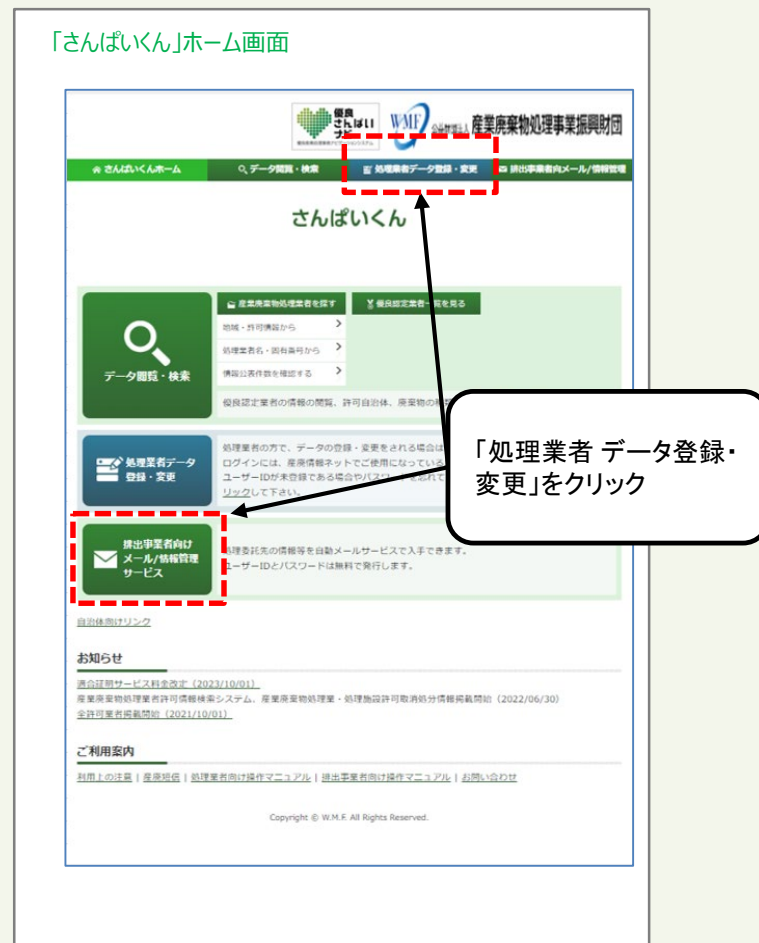 「さんぱいくん」ホーム画面
優良
さんぱい
ナビ
WMF 公益財団法人 産業廃棄物処理事業振興財団
さんぱいくんホーム
データ閲覧・検索
処理業者データ登録・変更
排出事業者向メール/情報管理
さんぱいくん
データ閲覧・検索
産業廃棄物処理業者を探す
優良認定業者一覧を見る
地域・許可情報から
処理業者名・固有番号から
情報公表件数を確認する
優良認定業者の情報の閲覧、許可自治体、廃棄物の種
処理業者データ
登録・変更
処理業者の方で、データの登録・変更をされる場合は
ログインには、産廃情報ネットでご使用になっている
ユーザーIDが未登録である場合やパスワードを忘れて
リックして下さい。
「処理業者 データ登録・
変更」をクリック
排出事業者向け
メール/情報管理
サービス
処理委託先の情報等を自動メールサービスで入手できます。
ユーザーIDとパスワードは無料で発行します。
自治体向けリンク
お知らせ
適合証明サービス料金改定（2023/10/01）
産業廃棄物処理業者許可情報検索システム、産業廃棄物処理業・処理施設許可取消処分情報掲載開始（2022/06/30）
全許可業者掲載開始（2021/10/01）
ご利用案内
利用上の注意 | 産廃短信 | 処理業者向け操作マニュアル | 排出事業者向け操作マニュアル | お問い合わせ
Copyright © W.M.F. All Rights Reserved.